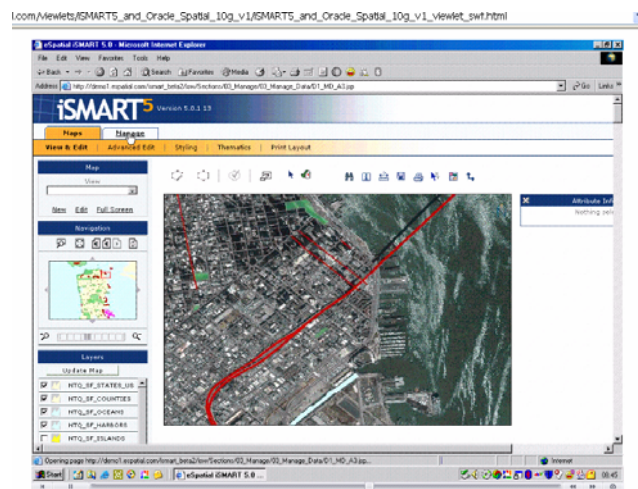 l.com/viewlets/iSMART5_and_Oracle_Spatial_10g_v1/iSMART5_and_Oracle_Spatial_10g_v1_viewlet_swf.html
eSpatial iSMART 5.0 - Microsoft Internet Explorer
File Edit View Favorites Tools Help
Back Search Favorites Media
Address Go Links
iSMART5 Version 5.0.1 13
Maps Manage
View & Edit | Advanced Edit | Styling | Thematics | Print Layout
Map
View
New Edit Full Screen
Attribute Inf
Nothing sele
Navigation
Layers
Update Map
NTQ_SF_STATES_US
NTQ_SF_COUNTIES
NTQ_SF_OCEANS
NTQ_SF_HARBORS
NTQ_SF_ISLANDS
Internet
Start eSpatial iSMART 5.0 ... 08:45